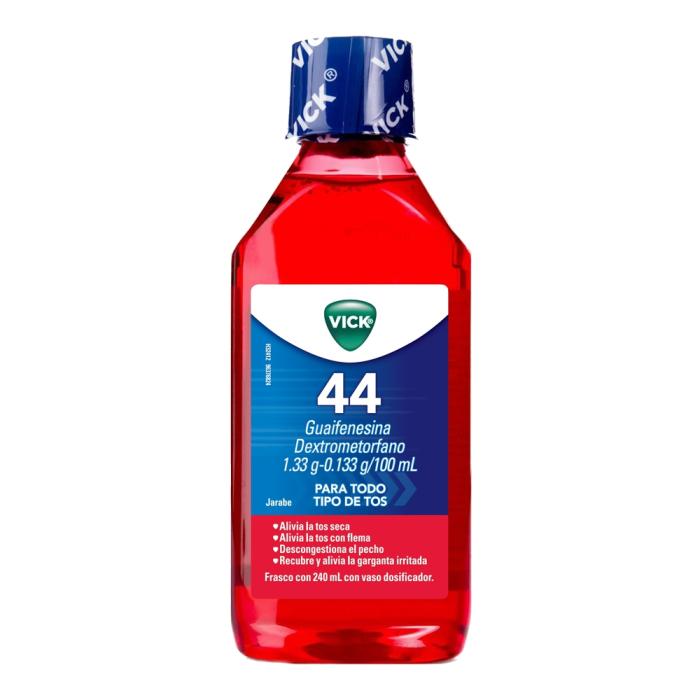 VICK
VICK
VICK®
VICK
VICK®
44
Guaifenesina
Dextrometorfano
1.33 g-0.133 g/100 mL
PARA TODO
TIPO DE TOS
Jarabe
Alivia la tos seca
Alivia la tos con flema
Descongestiona el pecho
Recubre y alivia la garganta irritada
Frasco con 240 mL con vaso dosificador.